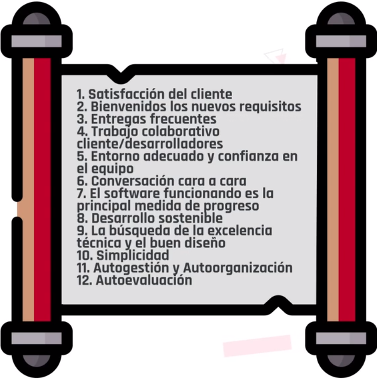 1. Satisfacción del cliente
2. Bienvenidos los nuevos requisitos
3. Entregas frecuentes
4. Trabajo colaborativo
cliente/desarrolladores
5. Entorno adecuado y confianza en
el equipo
6. Conversación cara a cara
7. El software funcionando es la
principal medida de progreso
8. Desarrollo sostenible
9. La búsqueda de la excelencia
técnica y el buen diseño
10. Simplicidad
11. Autogestión y Autoorganización
12. Autoevaluación